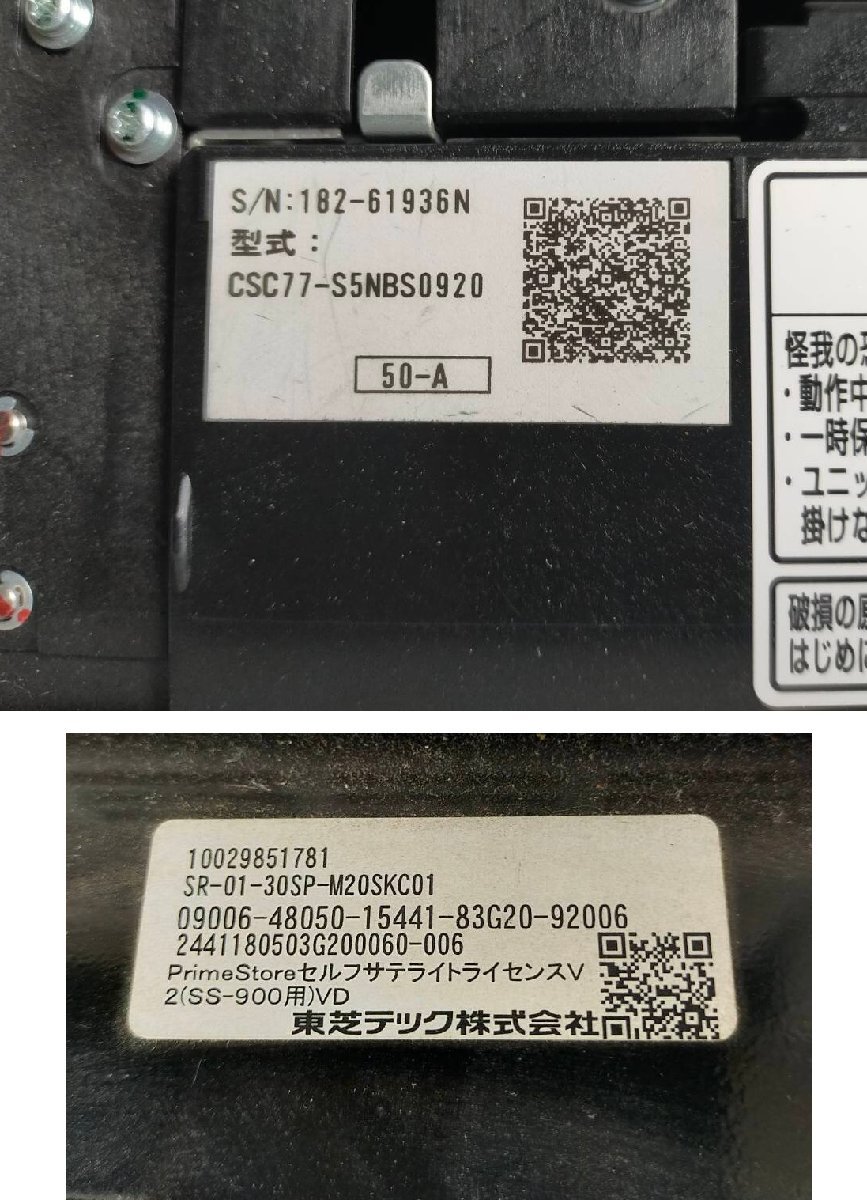 S/N:182-61936N
型式：
CSC77-S5NBS0920
50-A
怪我の
・動作中
・一時保
・ユニッ
掛けな
破損の原
はじめに
10029851781
SR-01-30SP-M20SKC01
09006-48050-15441-83G20-92006
2441180503G200060-006
PrimeStoreセルフサテライトライセンスV
2(SS-900用)VD
東芝テック株式会社